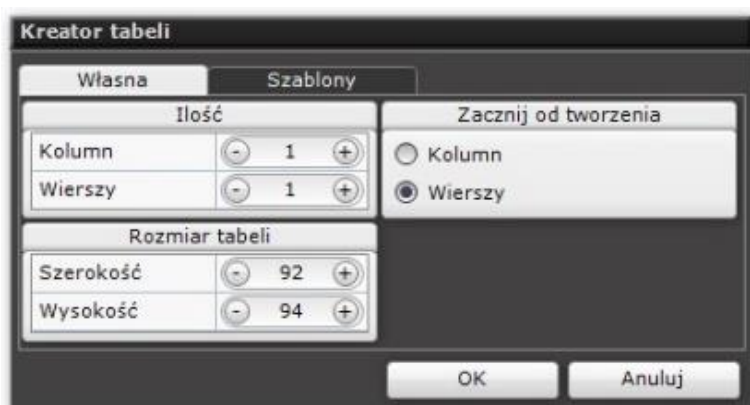 Kreator tabeli
Własna Szablony
Ilość
Kolumn - 1 +
Wierszy - 1 +
Zacznij od tworzenia
Kolumn
Wierszy
Rozmiar tabeli
Szerokość - 92 +
Wysokość - 94 +
OK Anuluj